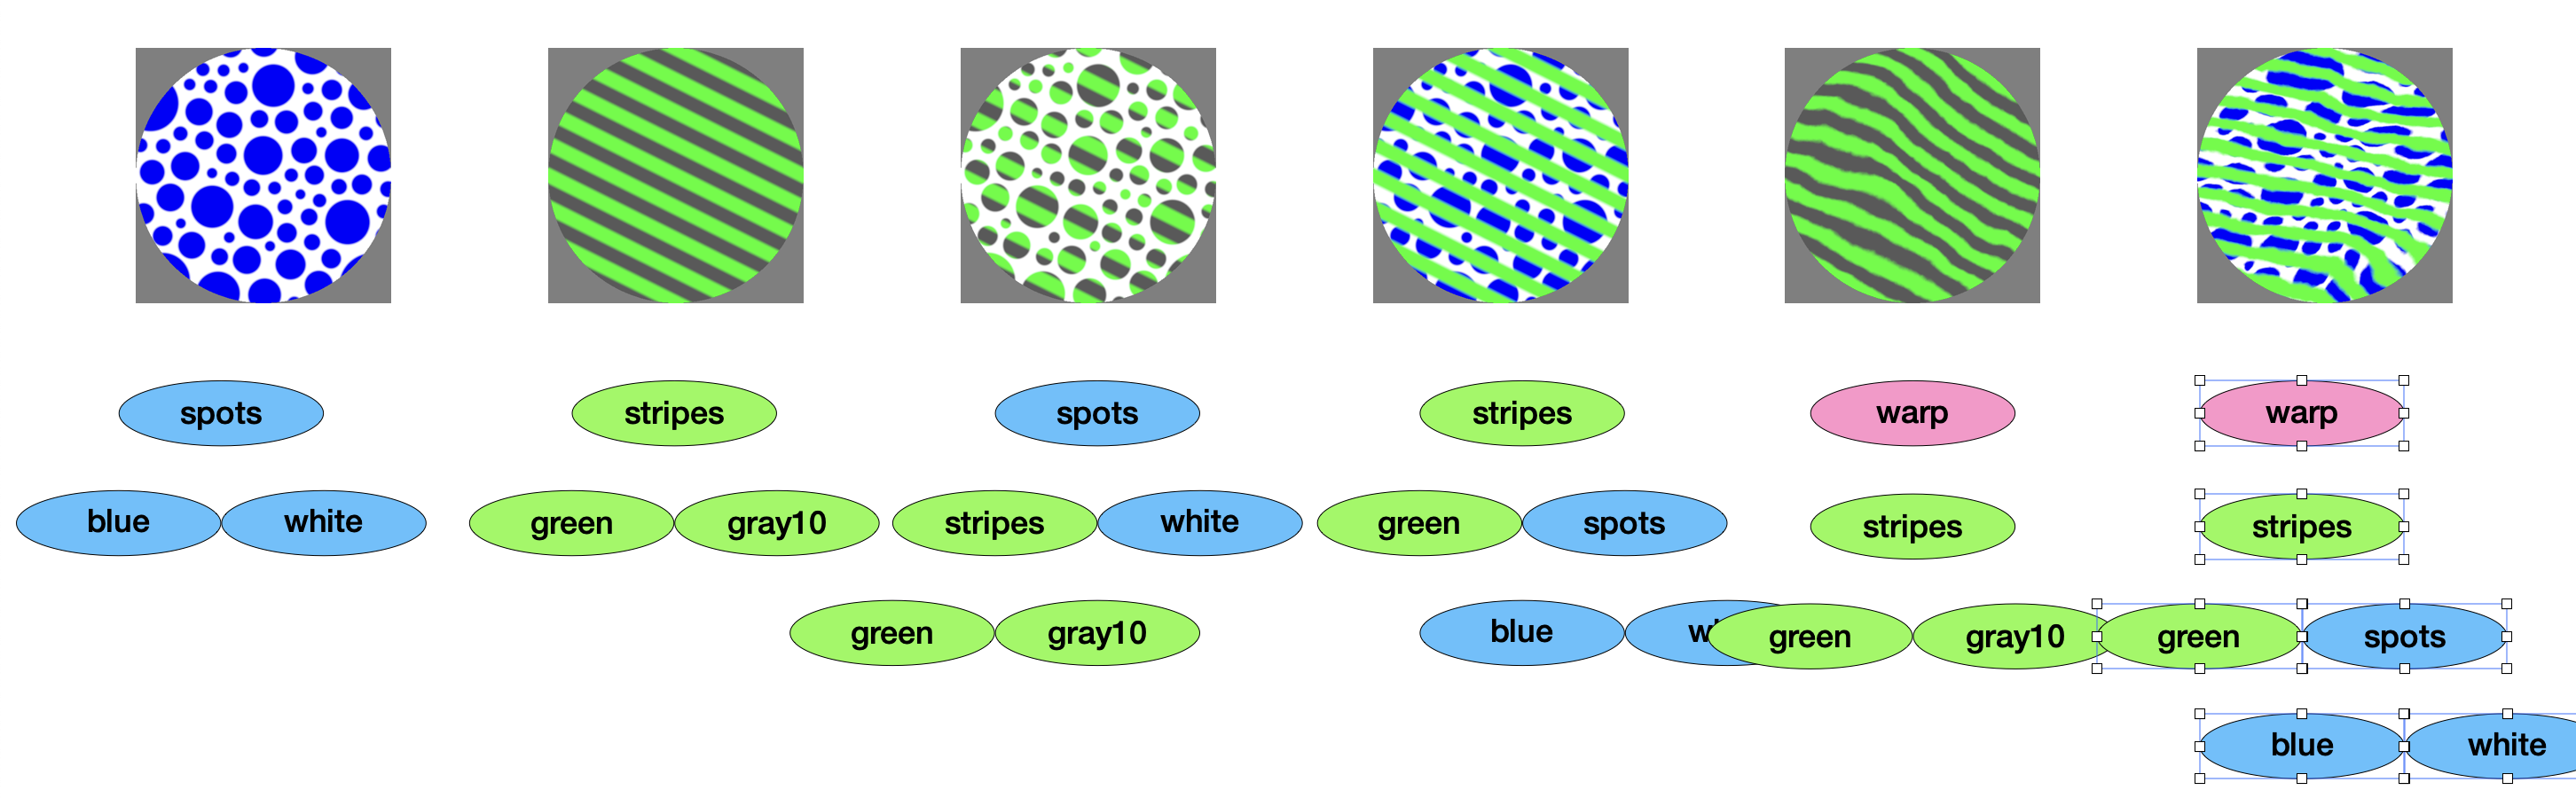 spots stripes spots stripes warp warp
blue white green gray10 stripes white green spots stripes stripes
green gray10 blue green gray10 green spots
blue white